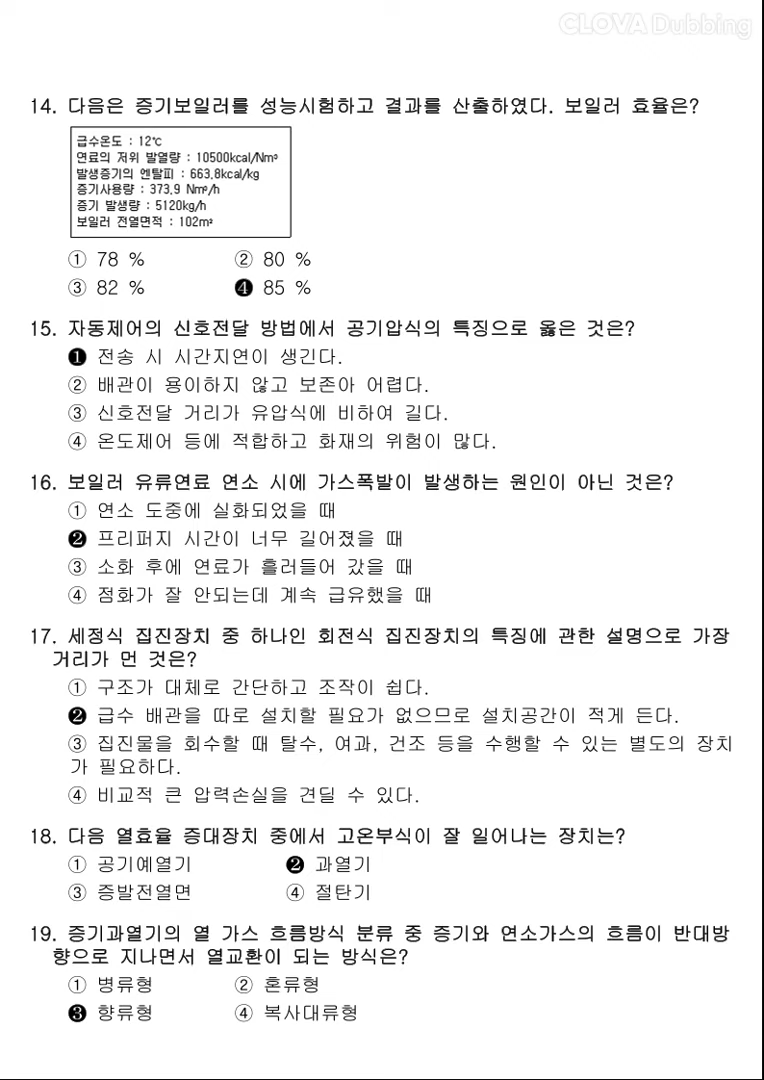 CLOVA Dubbing
14. 다음은 증기보일러를 성능시험하고 결과를 산출하였다. 보일러 효율은?
급수온도 : 12℃
연료의 저위 발열량 : 10500kcal/Nm³
발생증기의 엔탈피 : 663.8kcal/kg
증기사용량 : 373.9 Nm³/h
증기 발생량 : 5120kg/h
보일러 전열면적 : 102m²
① 78 % ② 80 %
③ 82 % ❹ 85 %
15. 자동제어의 신호전달 방법에서 공기압식의 특징으로 옳은 것은?
❶ 전송 시 시간지연이 생긴다.
② 배관이 용이하지 않고 보존아 어렵다.
③ 신호전달 거리가 유압식에 비하여 길다.
④ 온도제어 등에 적합하고 화재의 위험이 많다.
16. 보일러 유류연료 연소 시에 가스폭발이 발생하는 원인이 아닌 것은?
① 연소 도중에 실화되었을 때
❷ 프리퍼지 시간이 너무 길어졌을 때
③ 소화 후에 연료가 흘러들어 갔을 때
④ 점화가 잘 안되는데 계속 급유했을 때
17. 세정식 집진장치 중 하나인 회전식 집진장치의 특징에 관한 설명으로 가장
거리가 먼 것은?
① 구조가 대체로 간단하고 조작이 쉽다.
❷ 급수 배관을 따로 설치할 필요가 없으므로 설치공간이 적게 든다.
③ 집진물을 회수할 때 탈수, 여과, 건조 등을 수행할 수 있는 별도의 장치
가 필요하다.
④ 비교적 큰 압력손실을 견딜 수 있다.
18. 다음 열효율 증대장치 중에서 고온부식이 잘 일어나는 장치는?
① 공기예열기 ❷ 과열기
③ 증발전열면 ④ 절탄기
19. 증기과열기의 열 가스 흐름방식 분류 중 증기와 연소가스의 흐름이 반대방
향으로 지나면서 열교환이 되는 방식은?
① 병류형 ② 혼류형
❸ 향류형 ④ 복사대류형